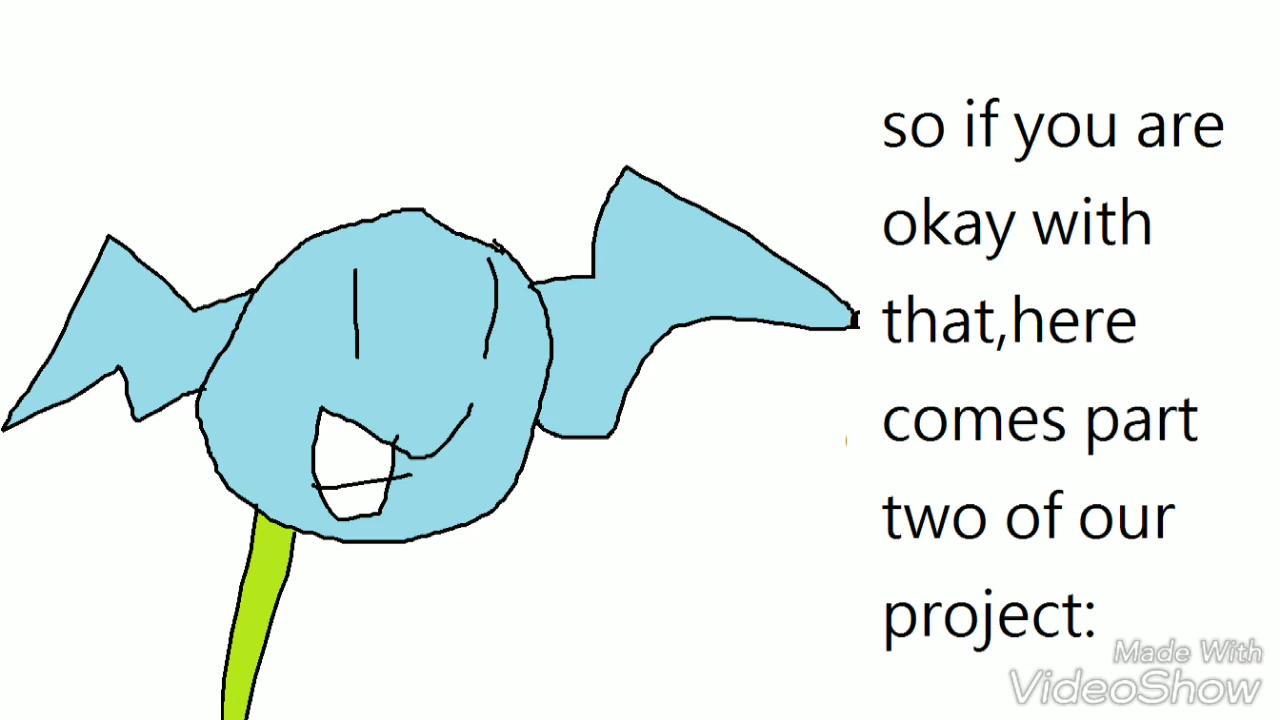 so if you are
okay with
that,here
comes part
two of our
project:
Made With
VideoShow